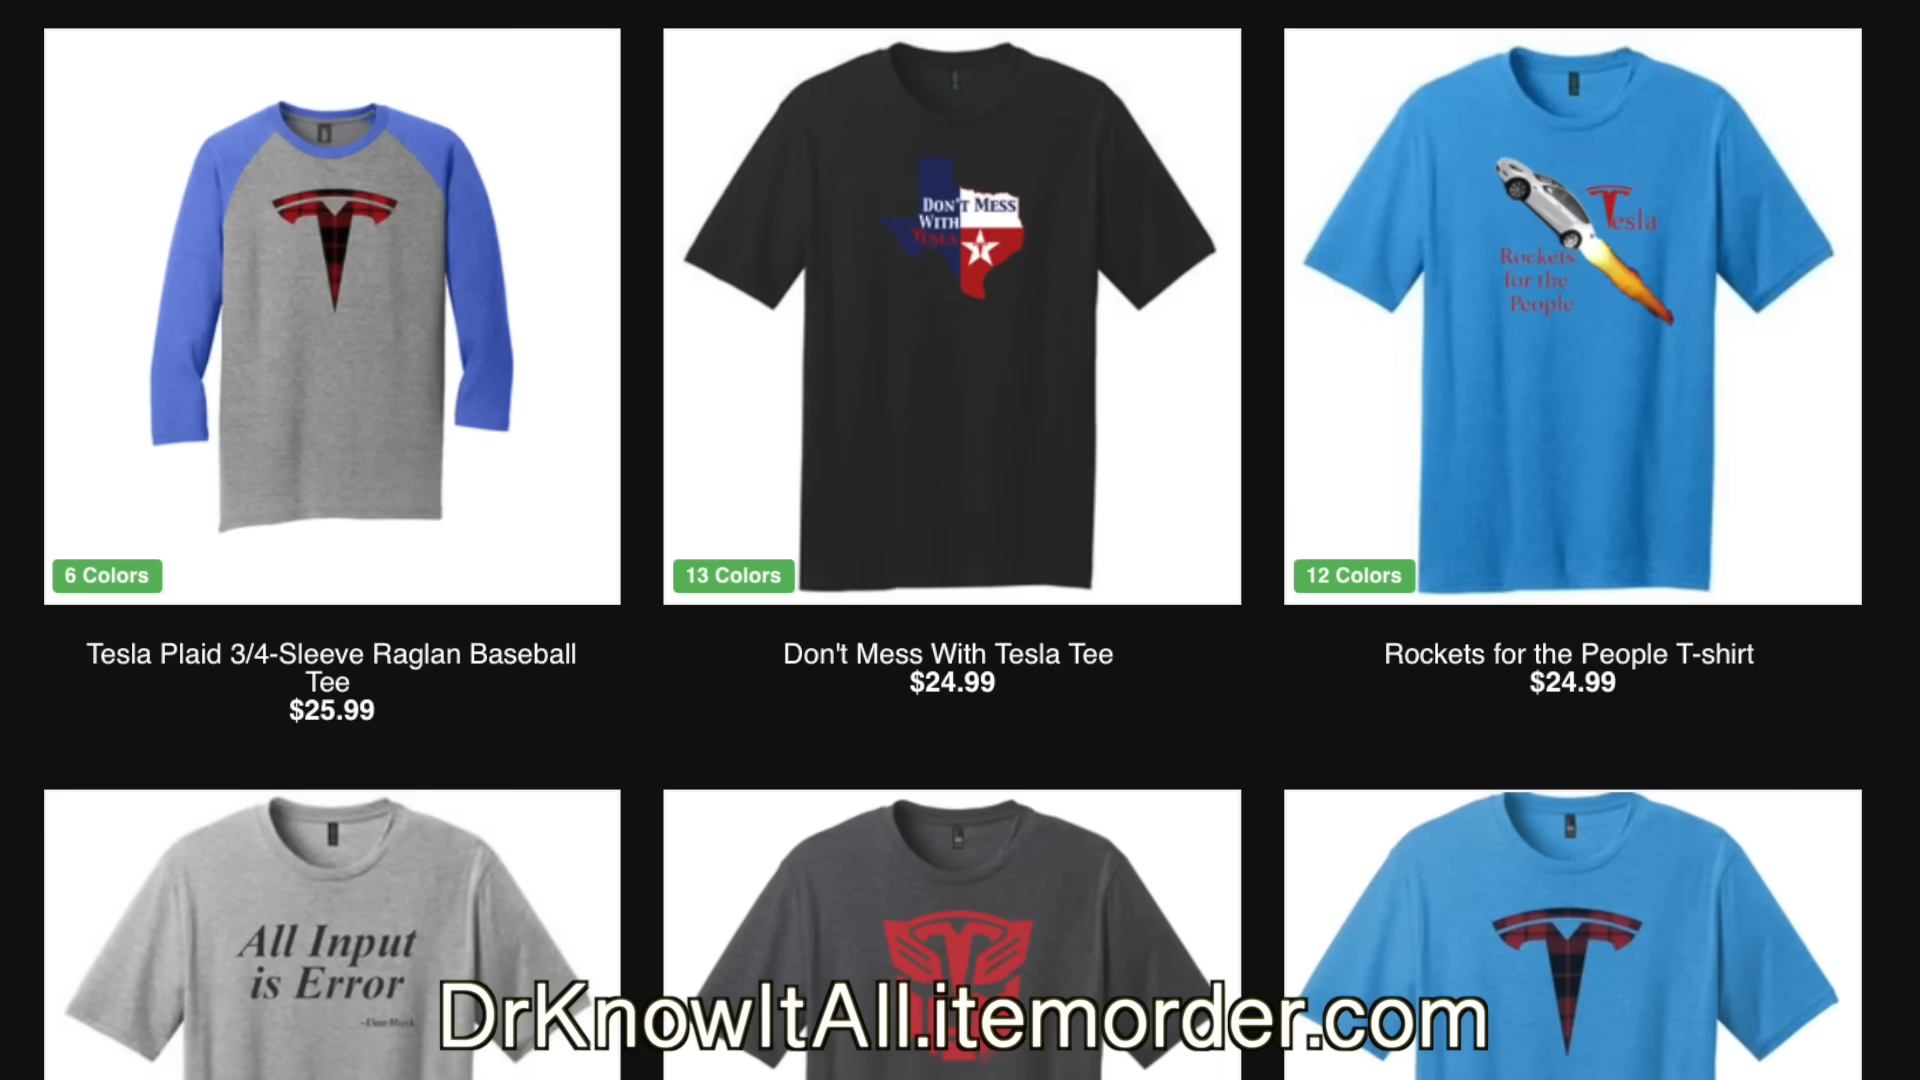 DON'T MESS
WITH
TESLA
Tesla
Rockets
for the
People
6 Colors
13 Colors
12 Colors
Tesla Plaid 3/4-Sleeve Raglan Baseball
Tee
$25.99
Don't Mess With Tesla Tee
$24.99
Rockets for the People T-shirt
$24.99
All Input
is Error
~Elon Musk
DrKnowItAll.itemorder.com